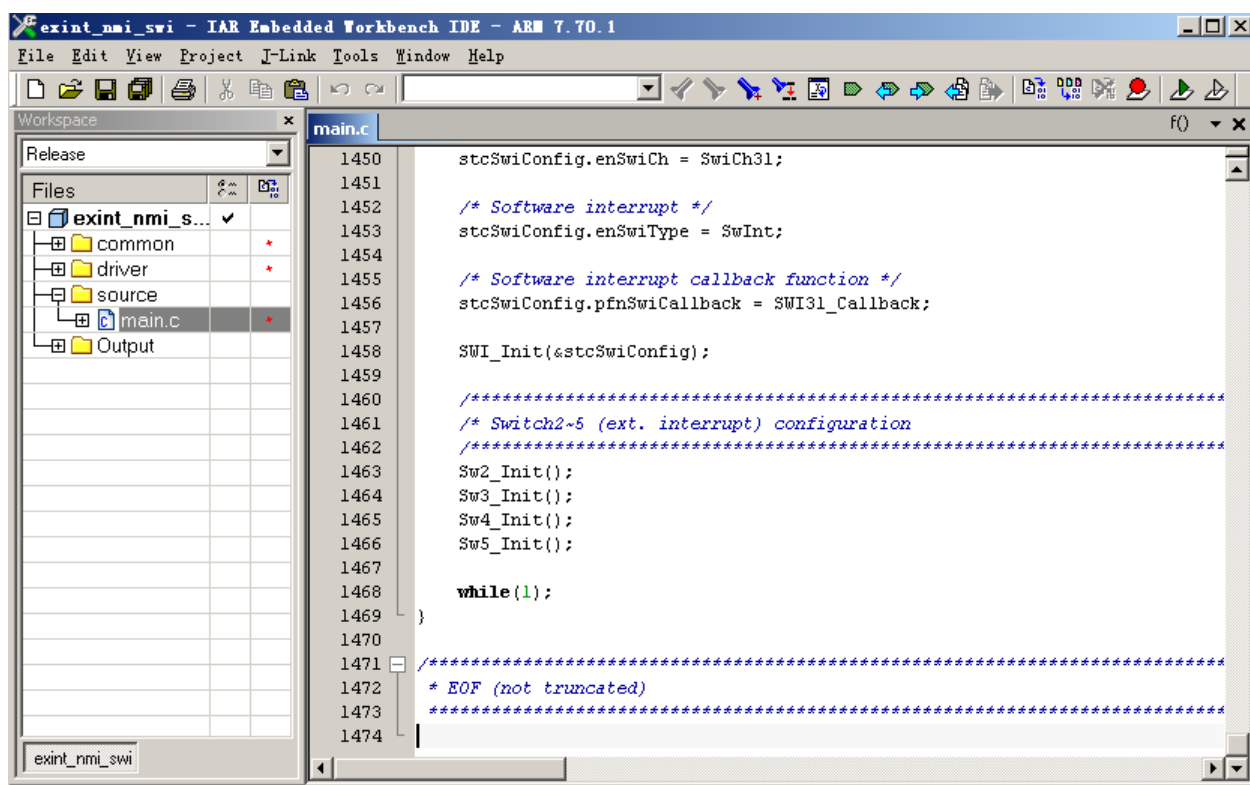 exint_nmi_swi - IAR Embedded Workbench IDE - ARM 7.70.1
File Edit View Project J-Link Tools Window Help
Workspace
Release
Files
exint_nmi_s...
common
driver
source
main.c
Output
exint_nmi_swi
main.c
f()
1450 stcSwiConfig.enSwiCh = SwiCh31;
1451
1452 /* Software interrupt */
1453 stcSwiConfig.enSwiType = SwInt;
1454
1455 /* Software interrupt callback function */
1456 stcSwiConfig.pfnSwiCallback = SWI31_Callback;
1457
1458 SWI_Init(&stcSwiConfig);
1459
1460 /*************************************************************************
1461 /* Switch2~5 (ext. interrupt) configuration
1462 /*************************************************************************
1463 Sw2_Init();
1464 Sw3_Init();
1465 Sw4_Init();
1466 Sw5_Init();
1467
1468 while(1);
1469 }
1470
1471 /*****************************************************************************
1472 * EOF (not truncated)
1473 *****************************************************************************
1474